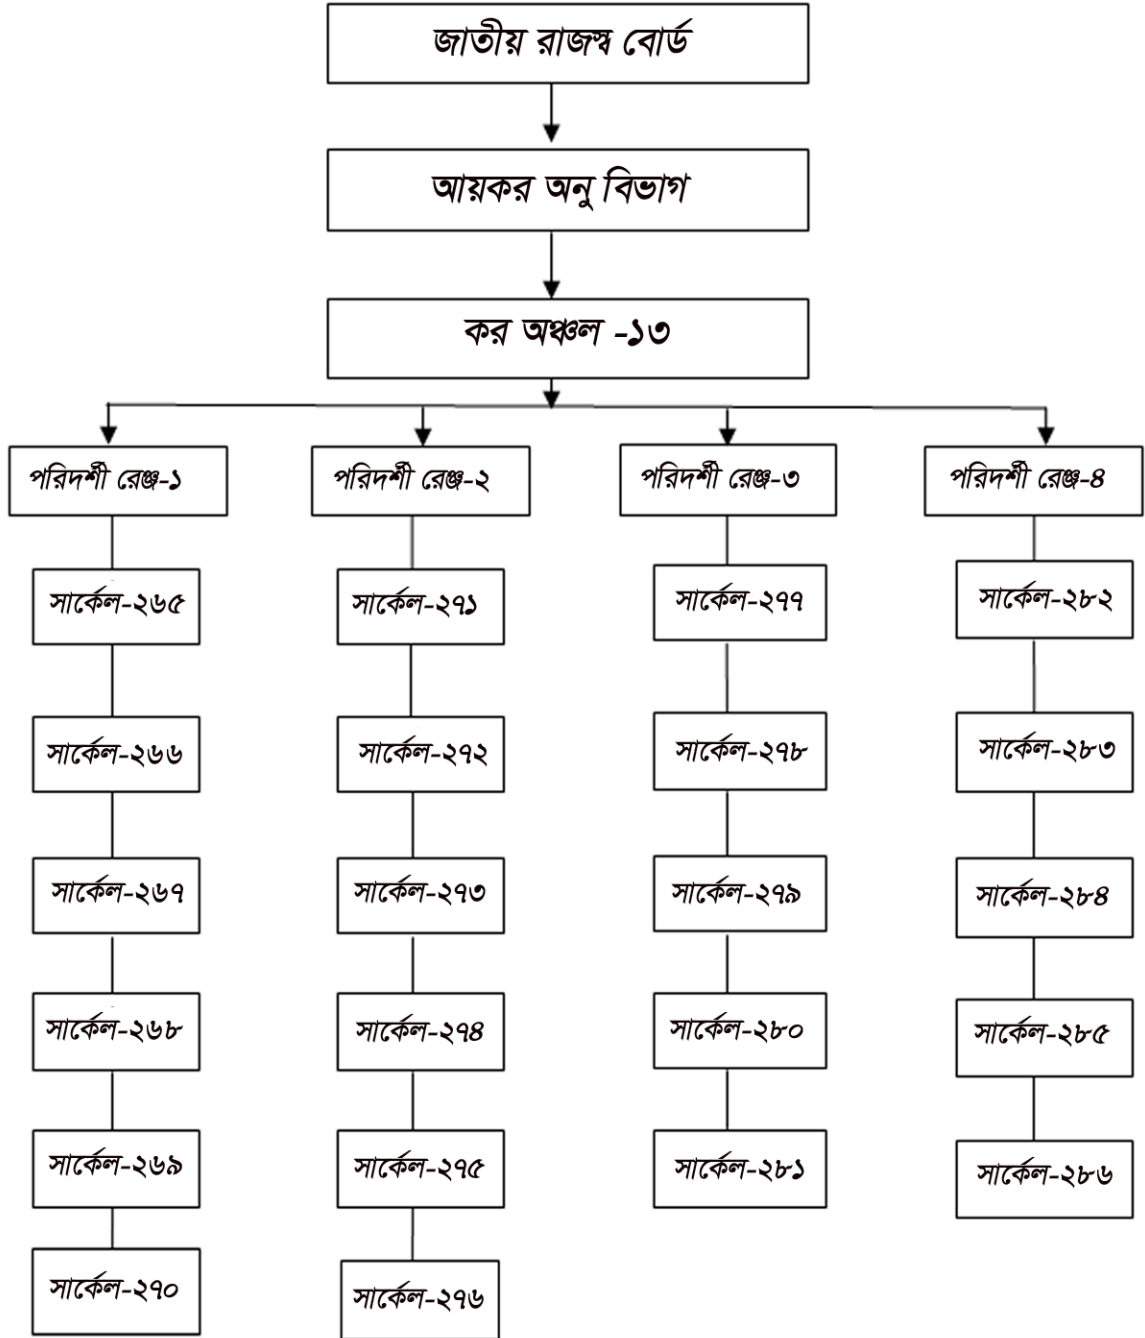 জাতীয় রাজস্ব বোর্ড
আয়কর অনু বিভাগ
কর অঞ্চল -১৩
পরিদর্শী রেঞ্জ-১
পরিদর্শী রেঞ্জ-২
পরিদর্শী রেঞ্জ-৩
পরিদর্শী রেঞ্জ-৪
সার্কেল-২৬৫
সার্কেল-২৭১
সার্কেল-২৭৭
সার্কেল-২৮২
সার্কেল-২৬৬
সার্কেল-২৭২
সার্কেল-২৭৮
সার্কেল-২৮৩
সার্কেল-২৬৭
সার্কেল-২৭৩
সার্কেল-২৭৯
সার্কেল-২৮৪
সার্কেল-২৬৮
সার্কেল-২৭৪
সার্কেল-২৮০
সার্কেল-২৮৫
সার্কেল-২৬৯
সার্কেল-২৭৫
সার্কেল-২৮১
সার্কেল-২৮৬
সার্কেল-২৭০
সার্কেল-২৭৬